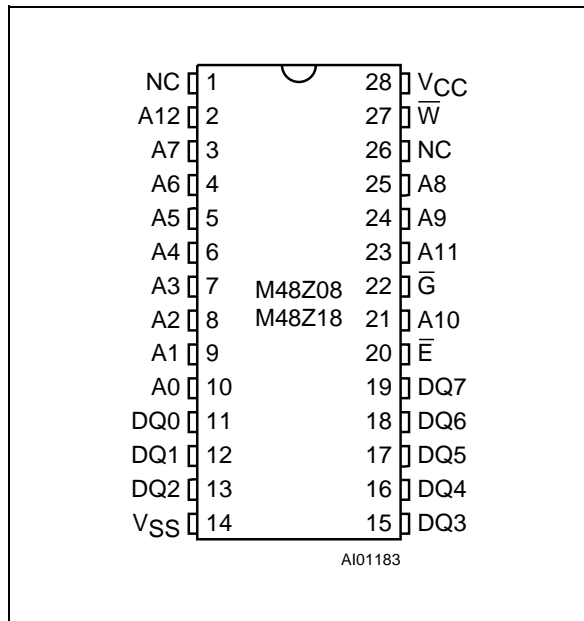 NC 1 28 VCC
A12 2 27 W̅
A7 3 26 NC
A6 4 25 A8
A5 5 24 A9
A4 6 23 A11
A3 7 M48Z08 22 G̅
A2 8 M48Z18 21 A10
A1 9 20 E̅
A0 10 19 DQ7
DQ0 11 18 DQ6
DQ1 12 17 DQ5
DQ2 13 16 DQ4
VSS 14 15 DQ3
AI01183